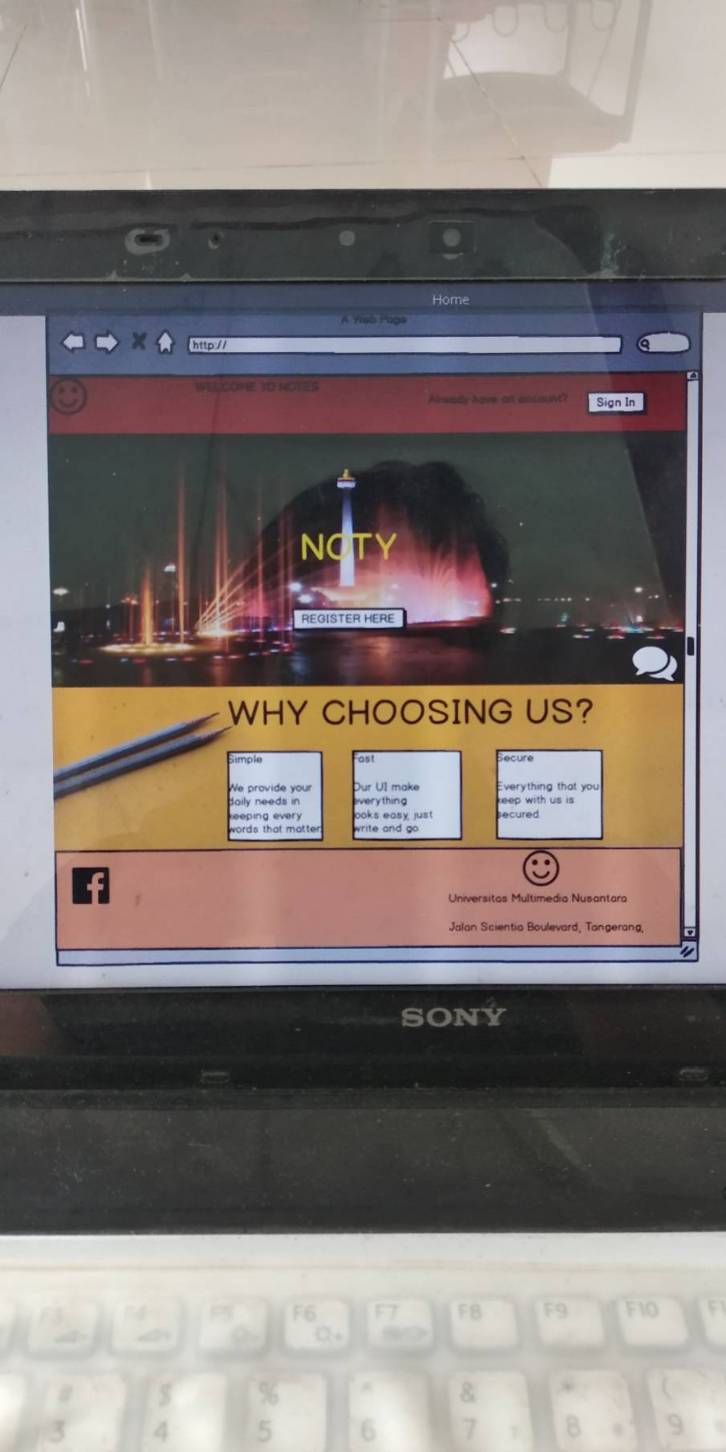 Home
A Web Page
http://
WELCOME TO NOTES
Already have an account?
Sign In
NOTY
REGISTER HERE
WHY CHOOSING US?
Simple
We provide your
daily needs in
keeping every
words that matter
Fast
Our UI make
everything
looks easy, just
write and go
Secure
Everything that you
keep with us is
secured.
f
Universitas Multimedia Nusantara
Jalan Scientia Boulevard, Tangerang,
SONY
F3 F4 F5 F6 F7 F8 F9 F10
# $ % ^ & * (
3 4 5 6 7 8 9